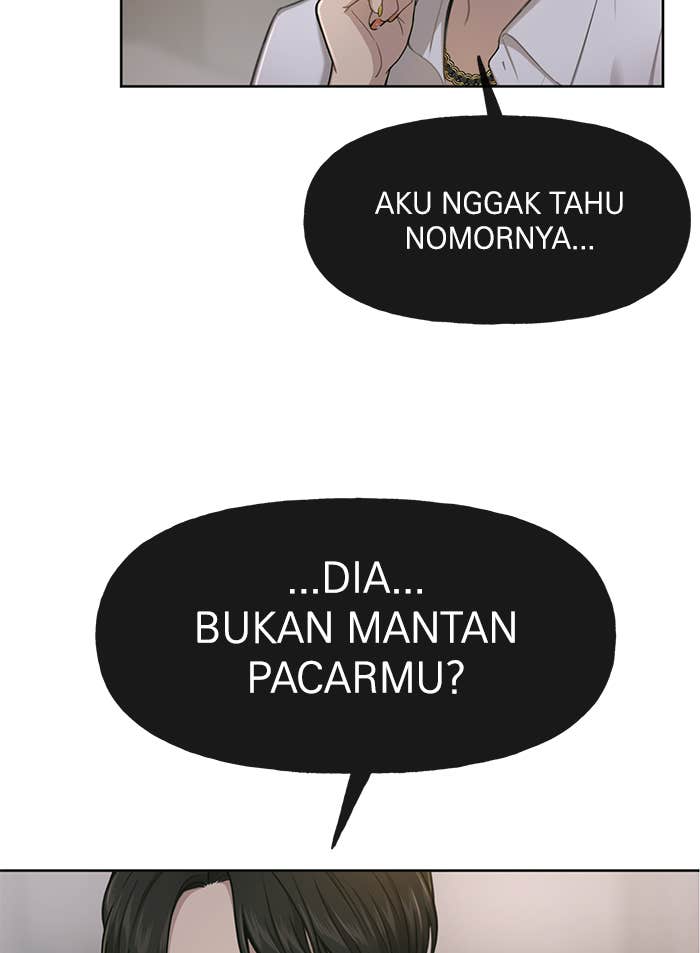 AKU NGGAK TAHU
NOMORNYA...
...DIA...
BUKAN MANTAN
PACARMU?